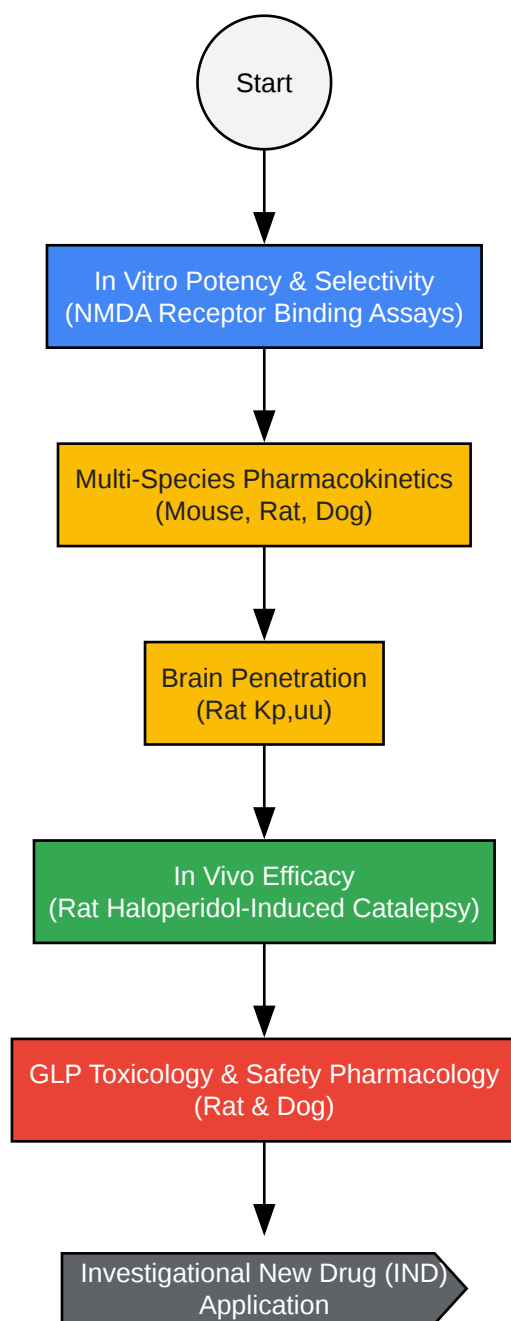 Start
In Vitro Potency & Selectivity
(NMDA Receptor Binding Assays)
Multi-Species Pharmacokinetics
(Mouse, Rat, Dog)
Brain Penetration
(Rat Kp,uu)
In Vivo Efficacy
(Rat Haloperidol-Induced Catalepsy)
GLP Toxicology & Safety Pharmacology
(Rat & Dog)
Investigational New Drug (IND)
Application